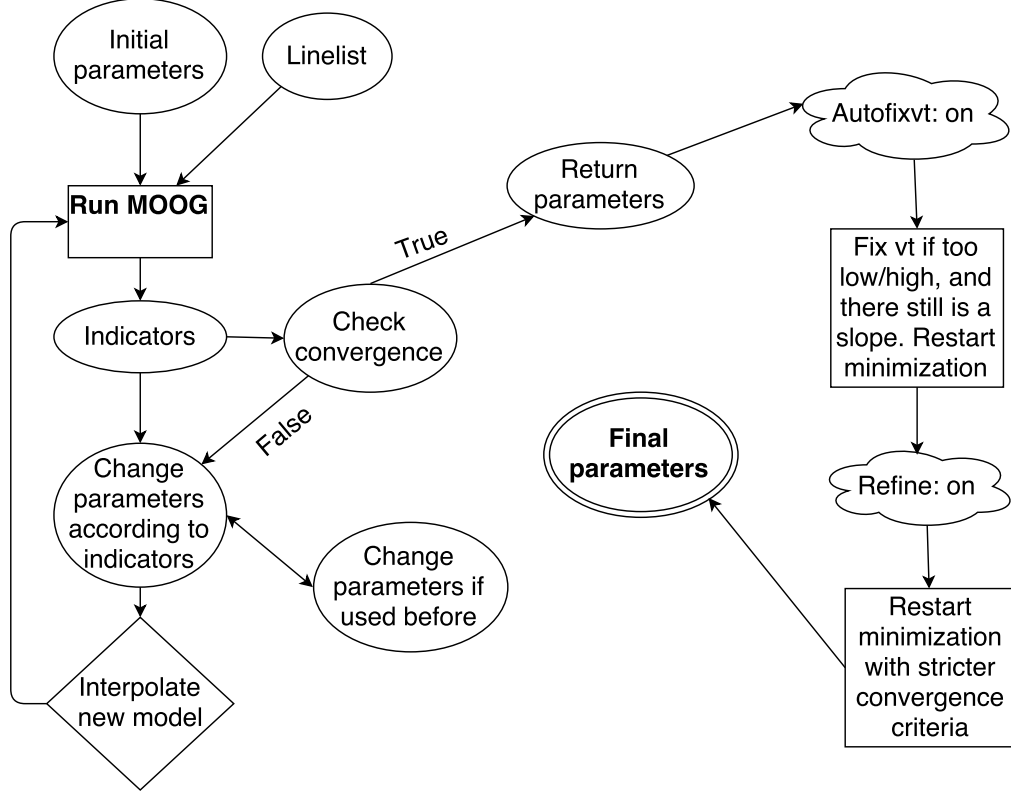 Initial
parameters
Linelist
Run MOOG
Indicators
Check
convergence
True
False
Return
parameters
Autofixvt: on
Fix vt if too
low/high, and
there still is a
slope. Restart
minimization
Refine: on
Restart
minimization
with stricter
convergence
criteria
Final
parameters
Change
parameters
according to
indicators
Change
parameters if
used before
Interpolate
new model